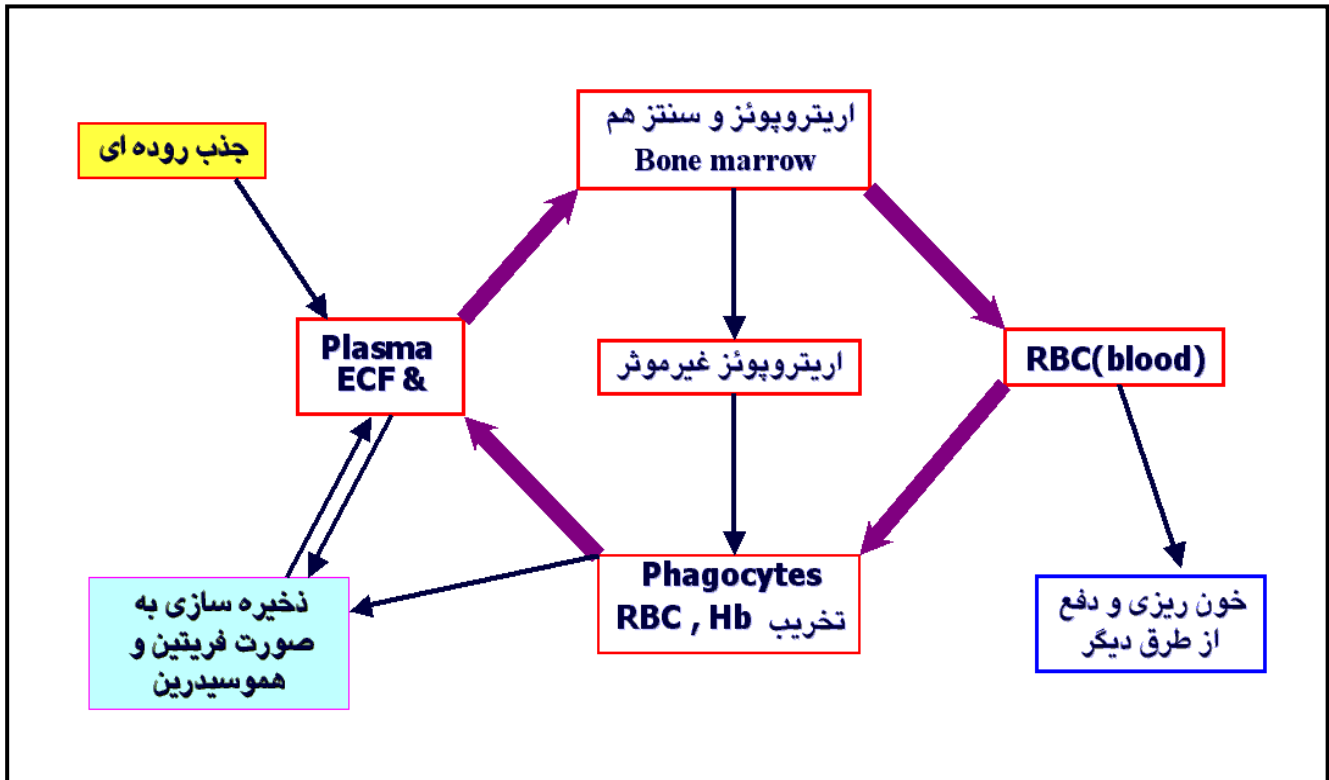 اریتروپوئز و سنتز هم
Bone marrow
جذب روده ای
Plasma
ECF &
اریتروپوئز غیرموثر
RBC(blood)
Phagocytes
تخریب RBC , Hb
ذخیره سازی به
صورت فریتین و
هموسیدرین
خون ریزی و دفع
از طرق دیگر